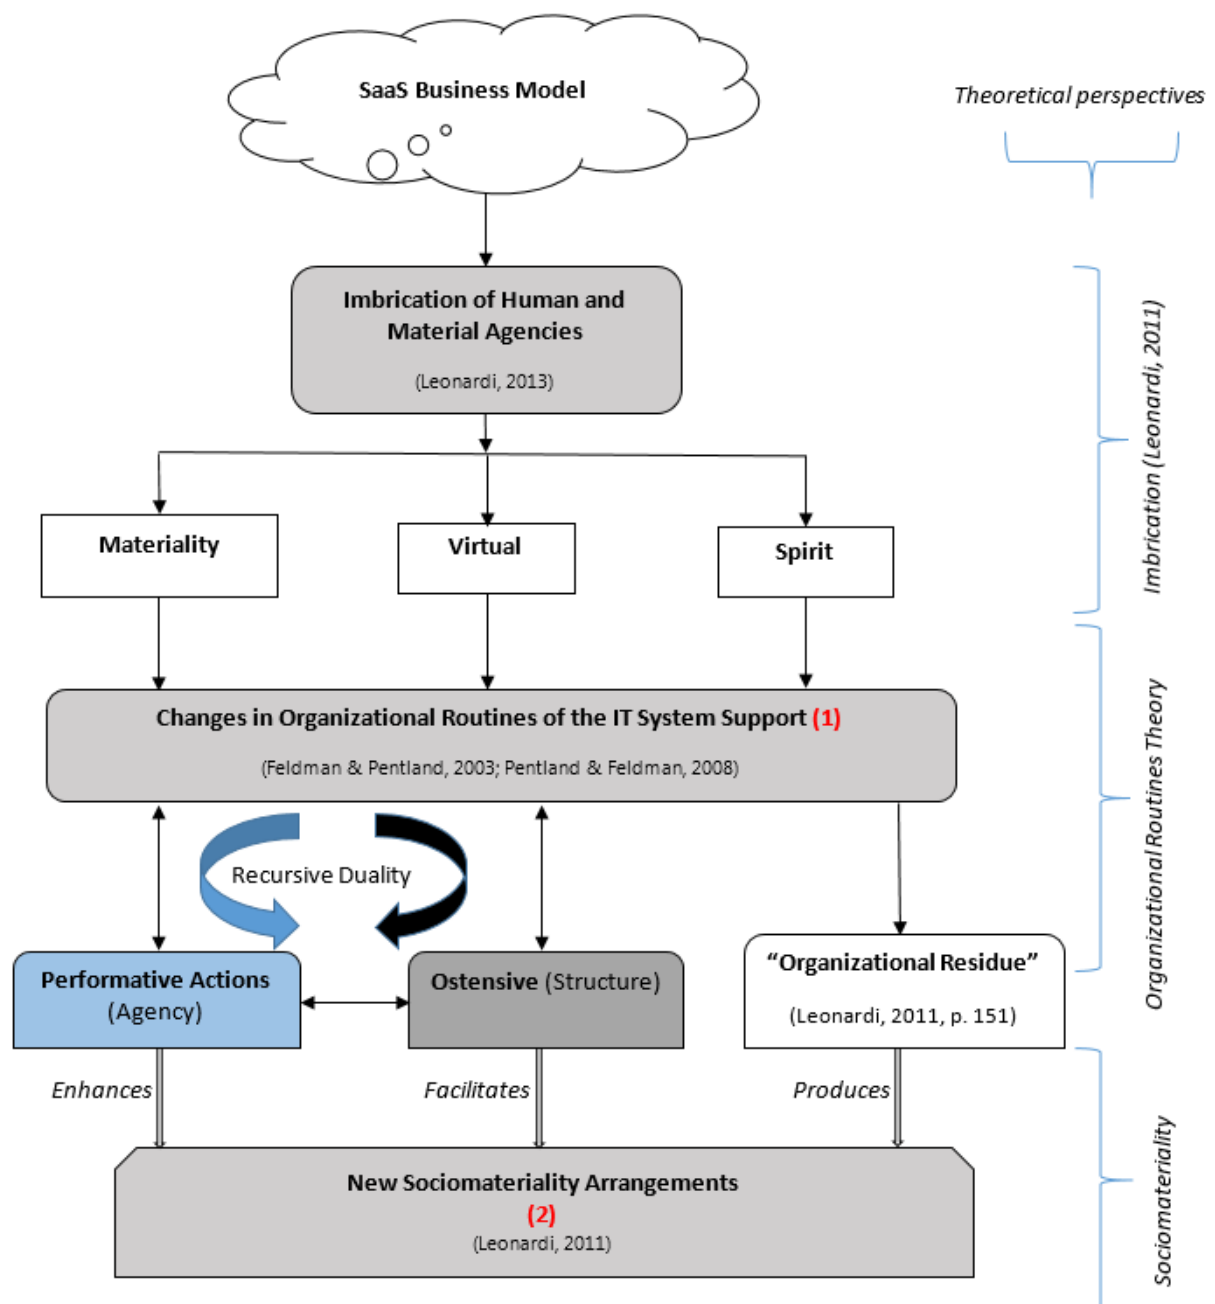 SaaS Business Model
Theoretical perspectives
Imbrication of Human and
Material Agencies
(Leonardi, 2013)
Imbrication (Leonardi, 2011)
Materiality
Virtual
Spirit
Changes in Organizational Routines of the IT System Support (1)
(Feldman & Pentland, 2003; Pentland & Feldman, 2008)
Organizational Routines Theory
Recursive Duality
Performative Actions
(Agency)
Ostensive (Structure)
“Organizational Residue”
(Leonardi, 2011, p. 151)
Enhances
Facilitates
Produces
New Sociomateriality Arrangements
(2)
(Leonardi, 2011)
Sociomateriality